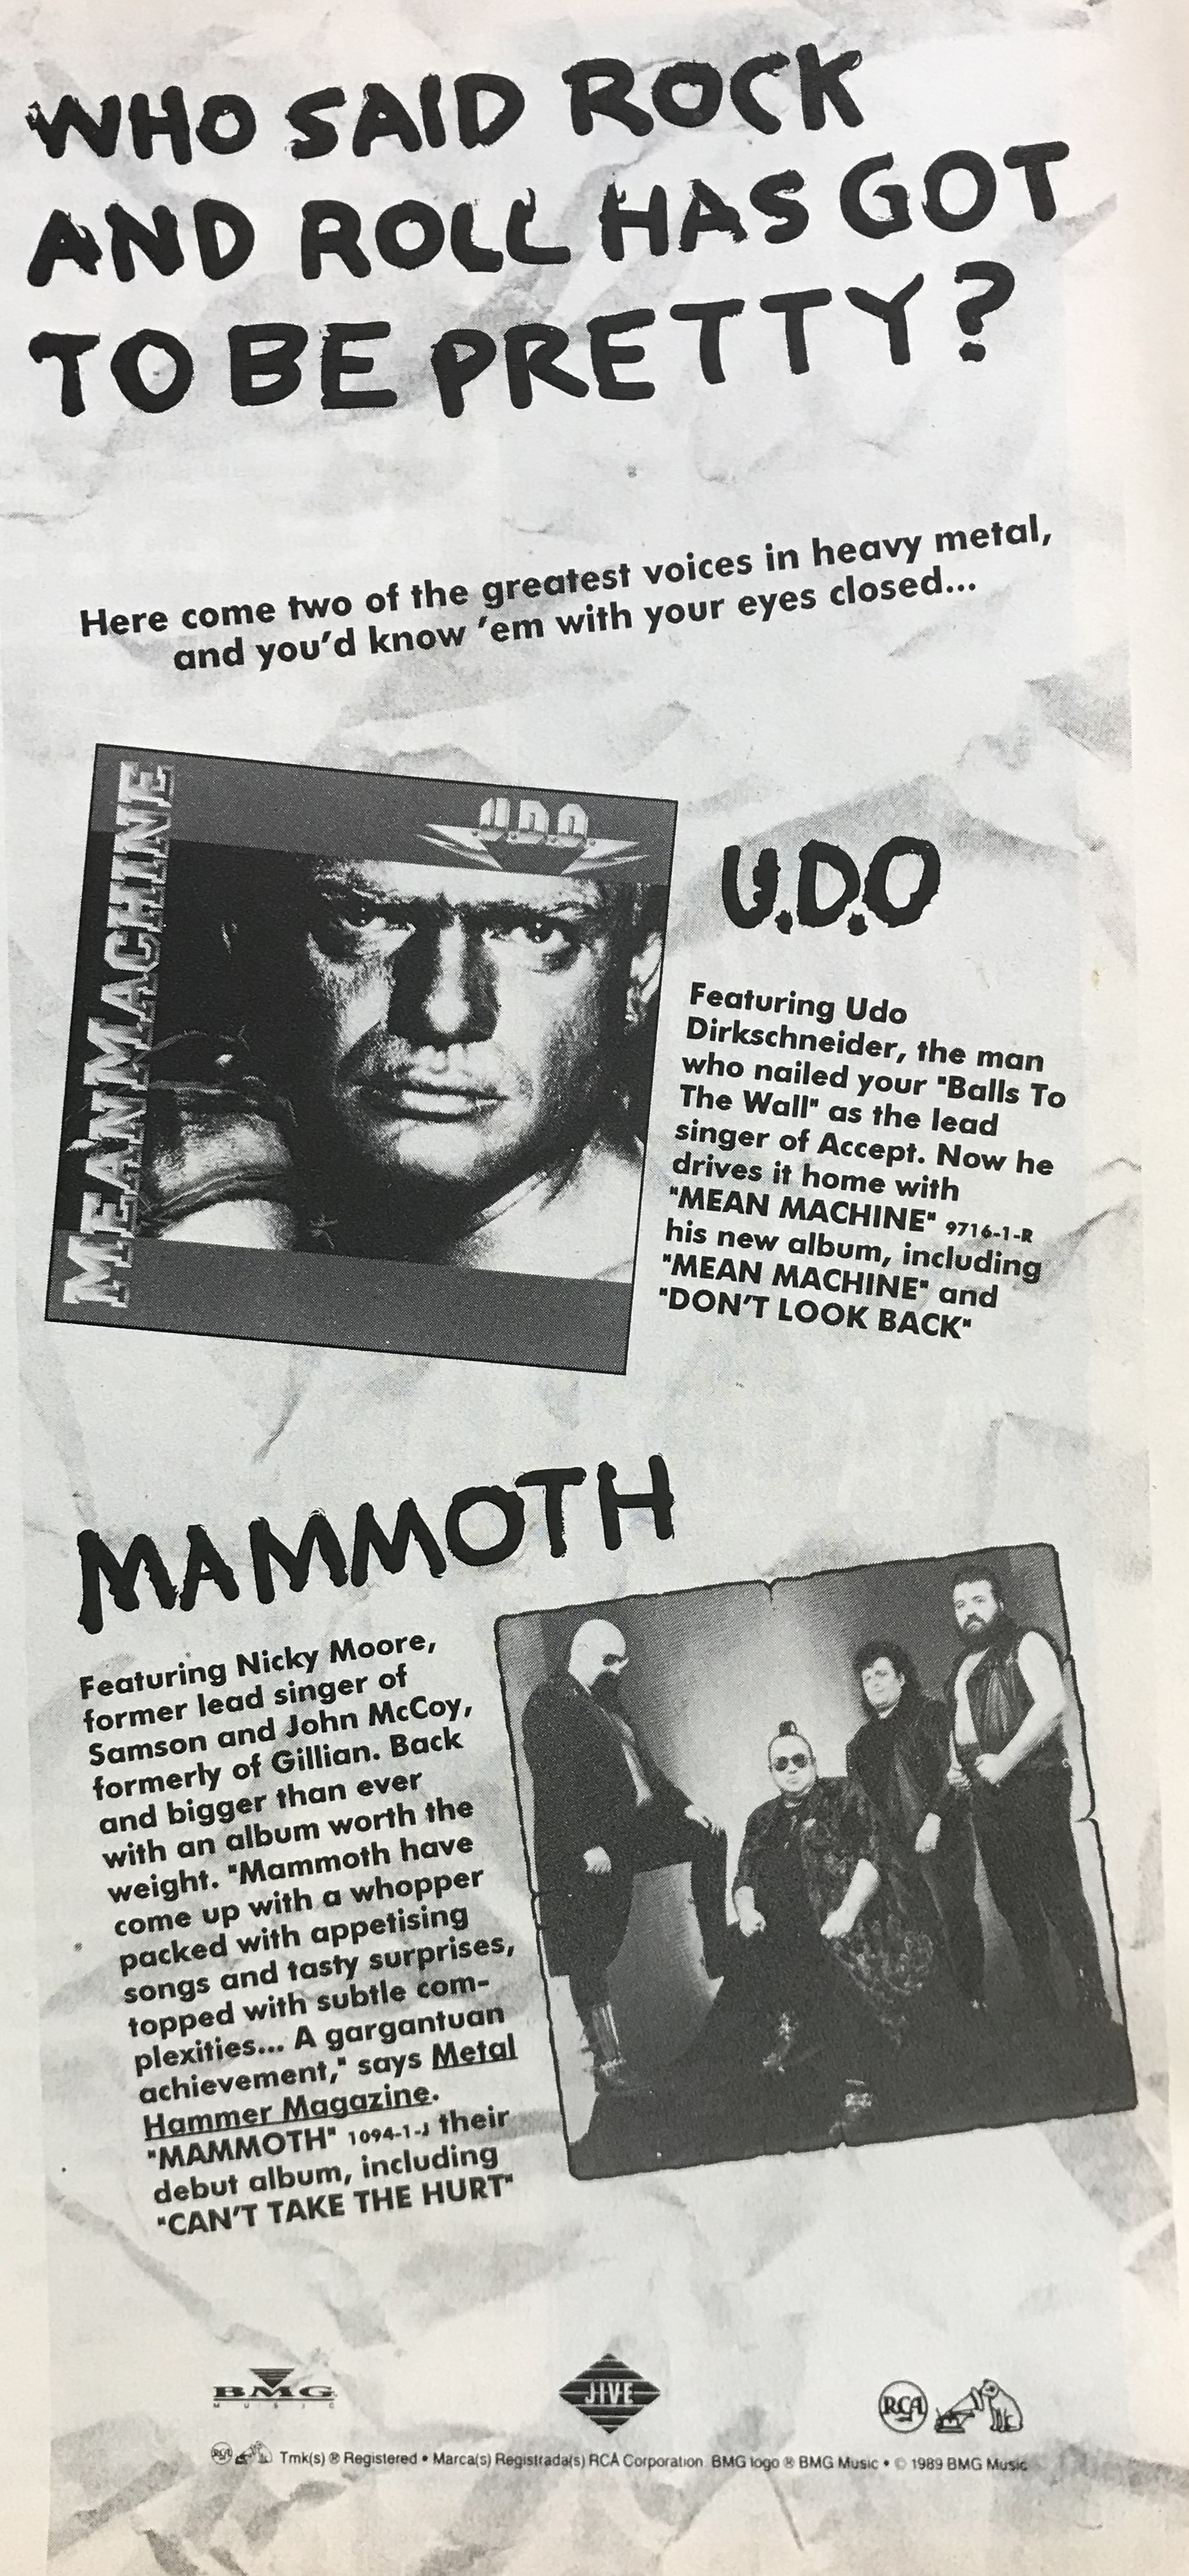 WHO SAID ROCK
AND ROLL HAS GOT
TO BE PRETTY?
Here come two of the greatest voices in heavy metal,
and you'd know 'em with your eyes closed...
MEAN MACHINE
U.D.O.
U.D.O
Featuring Udo
Dirkschneider, the man
who nailed your "Balls To
The Wall" as the lead
singer of Accept. Now he
drives it home with
"MEAN MACHINE" 9716-1-R
his new album, including
"MEAN MACHINE" and
"DON'T LOOK BACK"
MAMMOTH
Featuring Nicky Moore,
former lead singer of
Samson and John McCoy,
formerly of Gillian. Back
and bigger than ever
with an album worth the
weight. "Mammoth have
come up with a whopper
packed with appetising
songs and tasty surprises,
topped with subtle com-
plexities... A gargantuan
achievement," says Metal
Hammer Magazine.
"MAMMOTH" 1094-1-J their
debut album, including
"CAN'T TAKE THE HURT"
BMG
MUSIC
JIVE
RCA
RCA Tmk(s) ® Registered • Marca(s) Registrada(s) RCA Corporation BMG logo ® BMG Music • © 1989 BMG Music